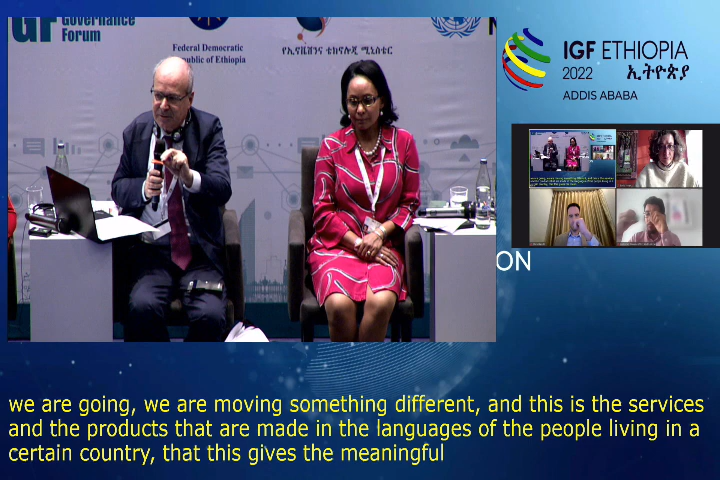 Governance
Forum
Federal Democratic
Republic of Ethiopia
የኢኖቬሽንና ቴክኖሎጂ ሚኒስቴር
IGF ETHIOPIA
2022 ኢትዮጵያ
ADDIS ABABA
ON
we are going, we are moving something different, and this is the services
and the products that are made in the languages of the people living in a
certain country, that this gives the meaningful